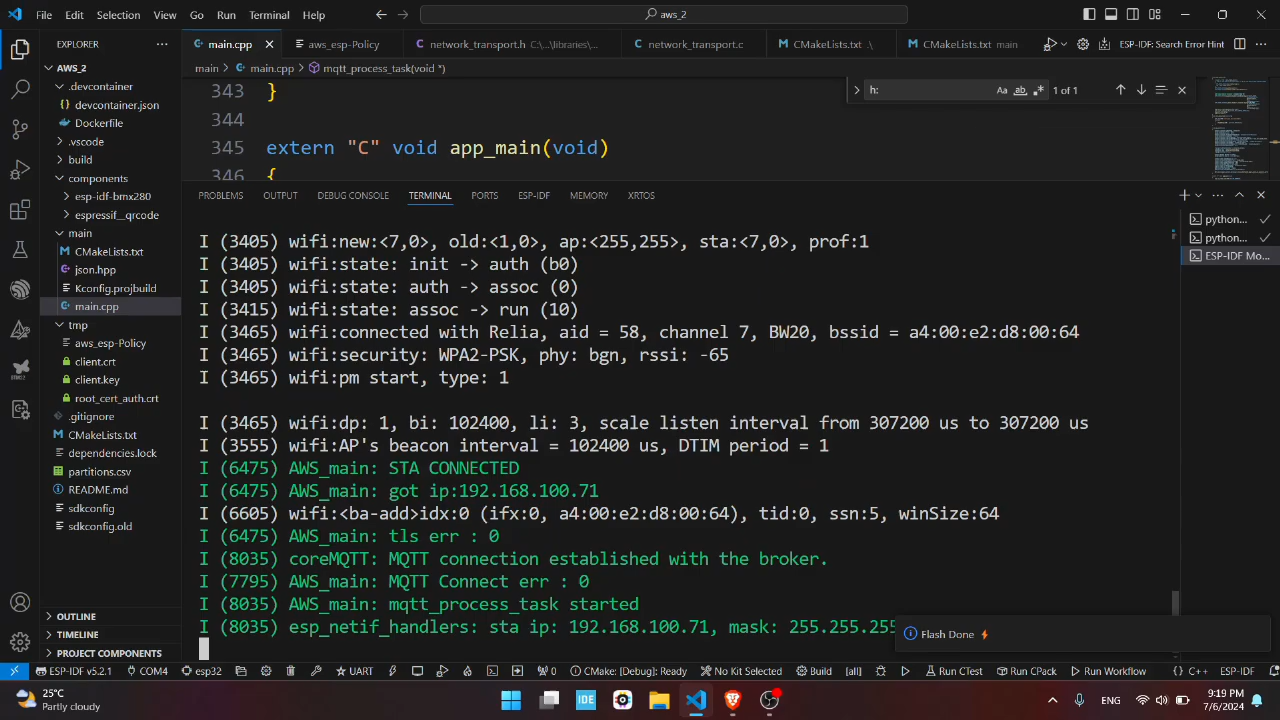 File Edit Selection View Go Run Terminal Help
aws_2
EXPLORER
main.cpp
aws_esp-Policy
network_transport.h C:\...\libraries\...
network_transport.c
CMakeLists.txt .\
CMakeLists.txt main
ESP-IDF: Search Error Hint
AWS_2
main > main.cpp > mqtt_process_task(void *)
h:
Aa ab
1 of 1
.devcontainer
devcontainer.json
Dockerfile
.vscode
build
components
esp-idf-bmx280
espressif__qrcode
main
CMakeLists.txt
json.hpp
Kconfig.projbuild
main.cpp
tmp
aws_esp-Policy
client.crt
client.key
root_cert_auth.crt
.gitignore
CMakeLists.txt
dependencies.lock
partitions.csv
README.md
sdkconfig
sdkconfig.old
OUTLINE
TIMELINE
PROJECT COMPONENTS
343 }
344
345 extern "C" void app_main(void)
346 {
PROBLEMS OUTPUT DEBUG CONSOLE TERMINAL PORTS ESP-IDF MEMORY XRTOS
python...
python...
ESP-IDF Mo...
I (3405) wifi:new:<7,0>, old:<1,0>, ap:<255,255>, sta:<7,0>, prof:1
I (3405) wifi:state: init -> auth (b0)
I (3405) wifi:state: auth -> assoc (0)
I (3415) wifi:state: assoc -> run (10)
I (3465) wifi:connected with Relia, aid = 58, channel 7, BW20, bssid = a4:00:e2:d8:00:64
I (3465) wifi:security: WPA2-PSK, phy: bgn, rssi: -65
I (3465) wifi:pm start, type: 1
I (3465) wifi:dp: 1, bi: 102400, li: 3, scale listen interval from 307200 us to 307200 us
I (3555) wifi:AP's beacon interval = 102400 us, DTIM period = 1
I (6475) AWS_main: STA CONNECTED
I (6475) AWS_main: got ip:192.168.100.71
I (6605) wifi:<ba-add>idx:0 (ifx:0, a4:00:e2:d8:00:64), tid:0, ssn:5, winSize:64
I (6475) AWS_main: tls err : 0
I (8035) coreMQTT: MQTT connection established with the broker.
I (7795) AWS_main: MQTT Connect err : 0
I (8035) AWS_main: mqtt_process_task started
I (8035) esp_netif_handlers: sta ip: 192.168.100.71, mask: 255.255.255
Flash Done
ESP-IDF v5.2.1 COM4 esp32 UART 0 CMake: [Debug]: Ready No Kit Selected Build [all] Run CTest Run CPack Run Workflow C++ ESP-IDF
25°C
Partly cloudy
IDE
ENG
9:19 PM
7/6/2024